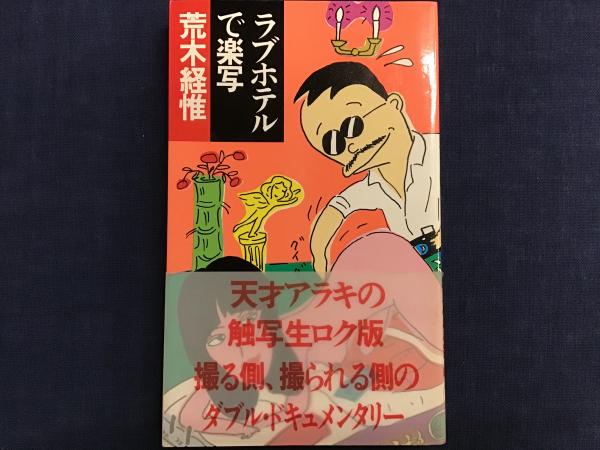 ラブホテル
で楽写
荒木経惟
グイ
天才アラキの
触写生ロク版
撮る側、撮られる側の
ダブル・ドキュメンタリー